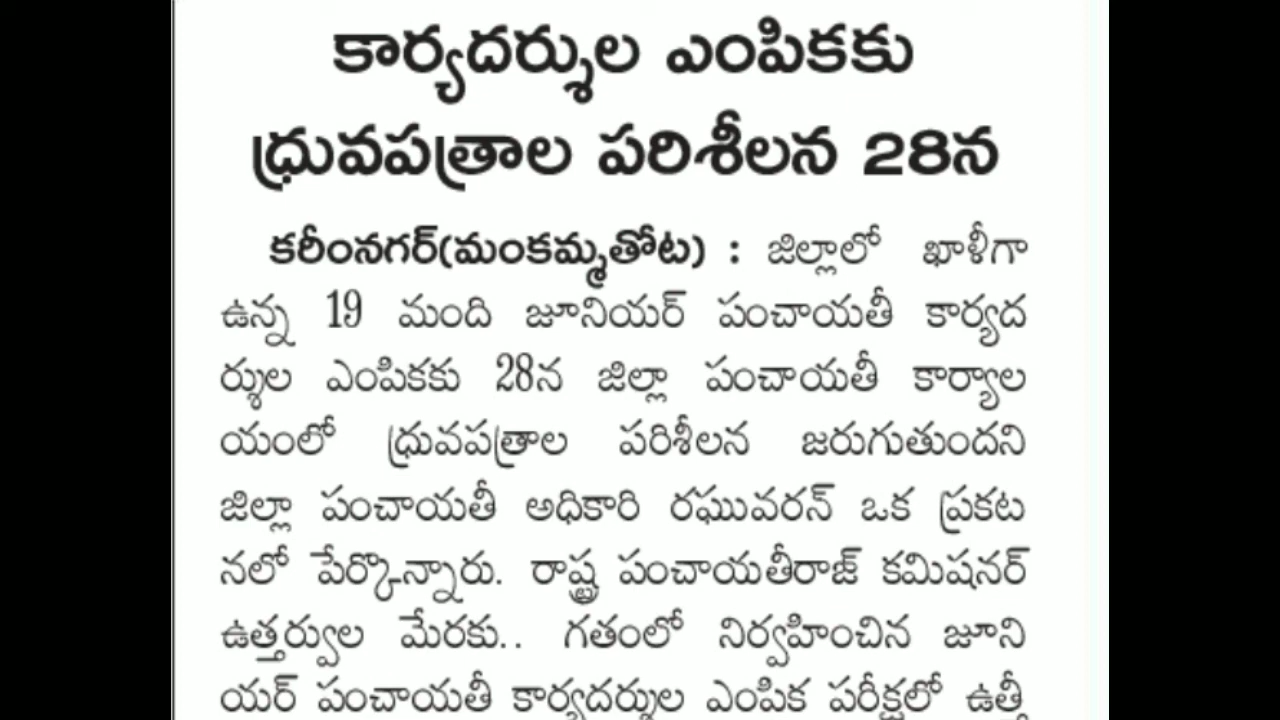 కార్యదర్శుల ఎంపికకు
ధ్రువపత్రాల పరిశీలన 28న
కరీంనగర్(మంకమ్మతోట) : జిల్లాలో ఖాళీగా
ఉన్న 19 మంది జూనియర్ పంచాయతీ కార్యద
ర్శుల ఎంపికకు 28న జిల్లా పంచాయతీ కార్యాల
యంలో ధ్రువపత్రాల పరిశీలన జరుగుతుందని
జిల్లా పంచాయతీ అధికారి రఘువరన్ ఒక ప్రకట
నలో పేర్కొన్నారు. రాష్ట్ర పంచాయతీరాజ్ కమిషనర్
ఉత్తర్వుల మేరకు.. గతంలో నిర్వహించిన జూని
యర్ పంచాయతీ కార్యదర్శుల ఎంపిక పరీక్షలో ఉత్తీ